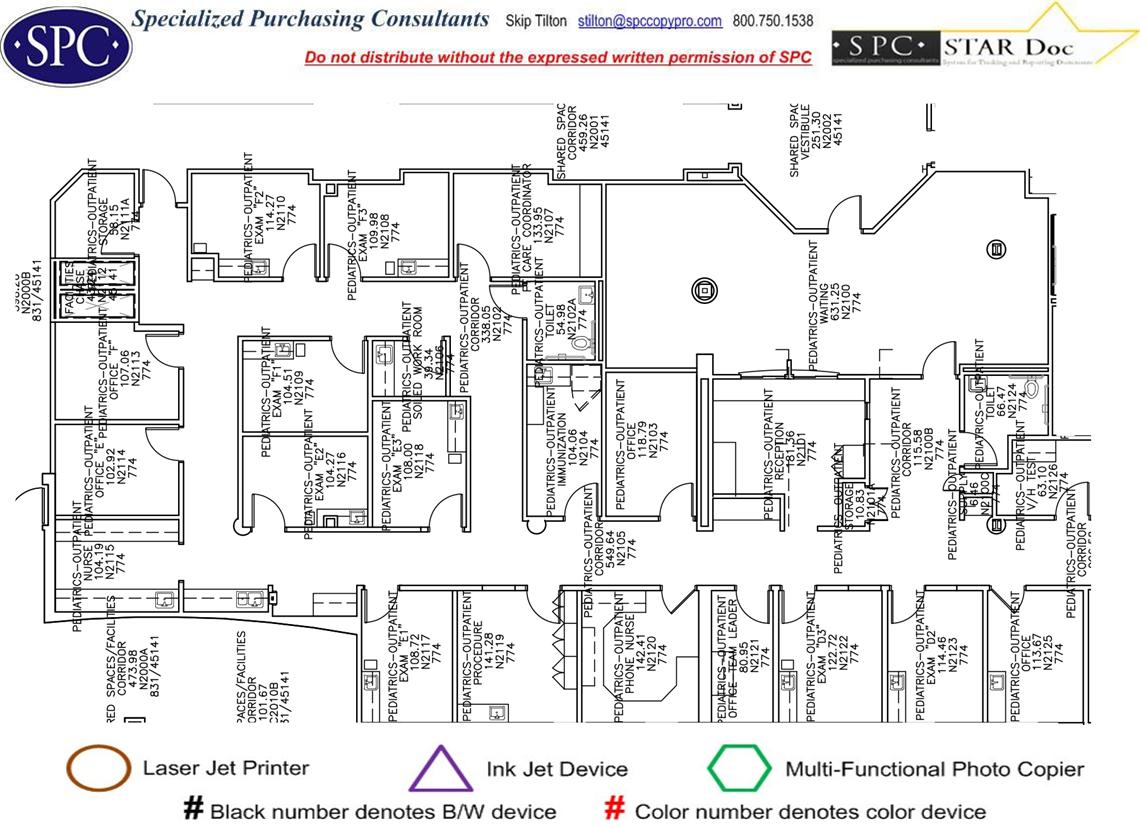 SPC
Specialized Purchasing Consultants Skip Tilton stilton@spccopypro.com 800.750.1538
Do not distribute without the expressed written permission of SPC
SPC
specialized purchasing consultants
STAR Doc
System for Tracking and Reporting Documents
SHARED SPAC
CORRIDOR
459.26
N2001
45141
SHARED SPAC
VESTIBULE
251.30
N2002
45141
PEDIATRICS-OUTPATIENT
STORAGE
N2111A
774
PEDIATRICS-OUTPATIENT
EXAM "F2"
114.27
N2110
774
PEDIATRICS-OUTPATIENT
EXAM "F3"
109.98
N2108
774
PEDIATRICS-OUTPATIENT
PT CARE COORDINATOR
133.95
N2107
774
N2000B
831/45141
FACILITIES
CHASE
N2112
45141
PEDIATRICS-OUTPATIENT
CORRIDOR
338.05
N2102
774
PEDIATRICS-OUTPATIENT
TOILET
54.98
N2102A
774
PEDIATRICS-OUTPATIENT
WAITING
631.25
N2100
774
PEDIATRICS-OUTPATIENT
OFFICE "F"
107.06
N2113
774
PEDIATRICS-OUTPATIENT
EXAM "F1"
104.51
N2109
774
PEDIATRICS-OUTPATIENT
SOILED WORK ROOM
39.34
N2106
774
PEDIATRICS-OUTPATIENT
OFFICE "E"
102.92
N2114
774
PEDIATRICS-OUTPATIENT
EXAM "E2"
104.27
N2116
774
PEDIATRICS-OUTPATIENT
EXAM "E3"
108.00
N2118
774
PEDIATRICS-OUTPATIENT
IMMUNIZATION
104.06
N2104
774
PEDIATRICS-OUTPATIENT
OFFICE
118.79
N2103
774
PEDIATRICS-OUTPATIENT
RECEPTION
181.36
N2101
774
PEDIATRICS-OUTPATIENT
STORAGE
10.83
N2101A
774
PEDIATRICS-OUTPATIENT
CORRIDOR
115.58
N2100B
774
PEDIATRICS-OUTPATIENT
TOILET
66.47
N2124
774
PEDIATRICS-OUTPATIENT
SUPPLY
6.46
N2100C
774
PEDIATRICS-OUTPATIENT
V/H TEST
63.10
N2126
774
PEDIATRICS-OUTPATIENT
NURSE
104.19
N2115
774
PEDIATRICS-OUTPATIENT
CORRIDOR
549.64
N2105
774
PEDIATRICS-OUTPATIENT
CORRIDOR
RED SPACES/FACILITIES
CORRIDOR
473.98
N2000A
831/45141
PACES/FACILITIES
ORRIDOR
101.67
C2010B
31/45141
PEDIATRICS-OUTPATIENT
EXAM "E1"
108.72
N2117
774
PEDIATRICS-OUTPATIENT
PROCEDURE
141.28
N2119
774
PEDIATRICS-OUTPATIENT
PHONE NURSE
142.41
N2120
774
PEDIATRICS-OUTPATIENT
OFFICE TEAM LEADER
80.95
N2121
774
PEDIATRICS-OUTPATIENT
EXAM "D3"
122.72
N2122
774
PEDIATRICS-OUTPATIENT
EXAM "D2"
114.46
N2123
774
PEDIATRICS-OUTPATIENT
OFFICE
113.67
N2125
774
Laser Jet Printer Ink Jet Device Multi-Functional Photo Copier
# Black number denotes B/W device # Color number denotes color device